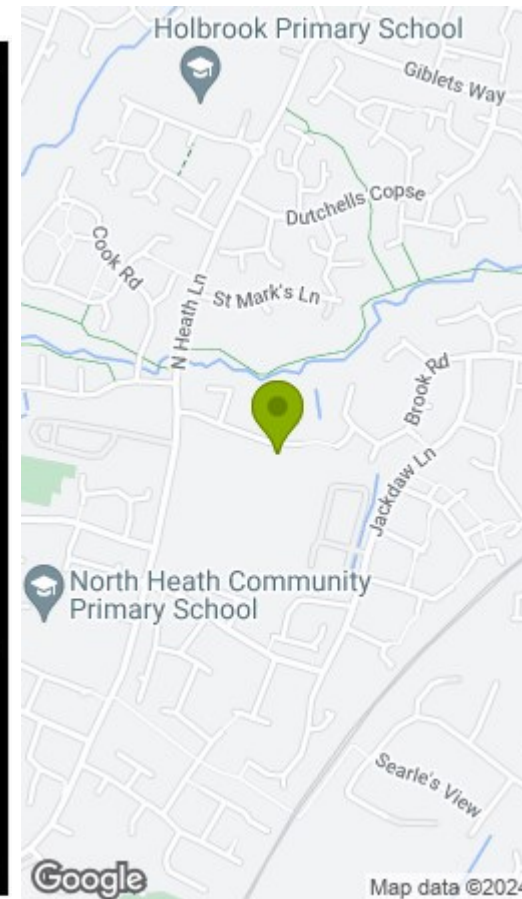 Holbrook Primary School
Giblets Way
Dutchells Copse
Cook Rd
St Mark's Ln
N Heath Ln
Brook Rd
Jackdaw Ln
North Heath Community
Primary School
Searle's View
Google
Map data ©2024